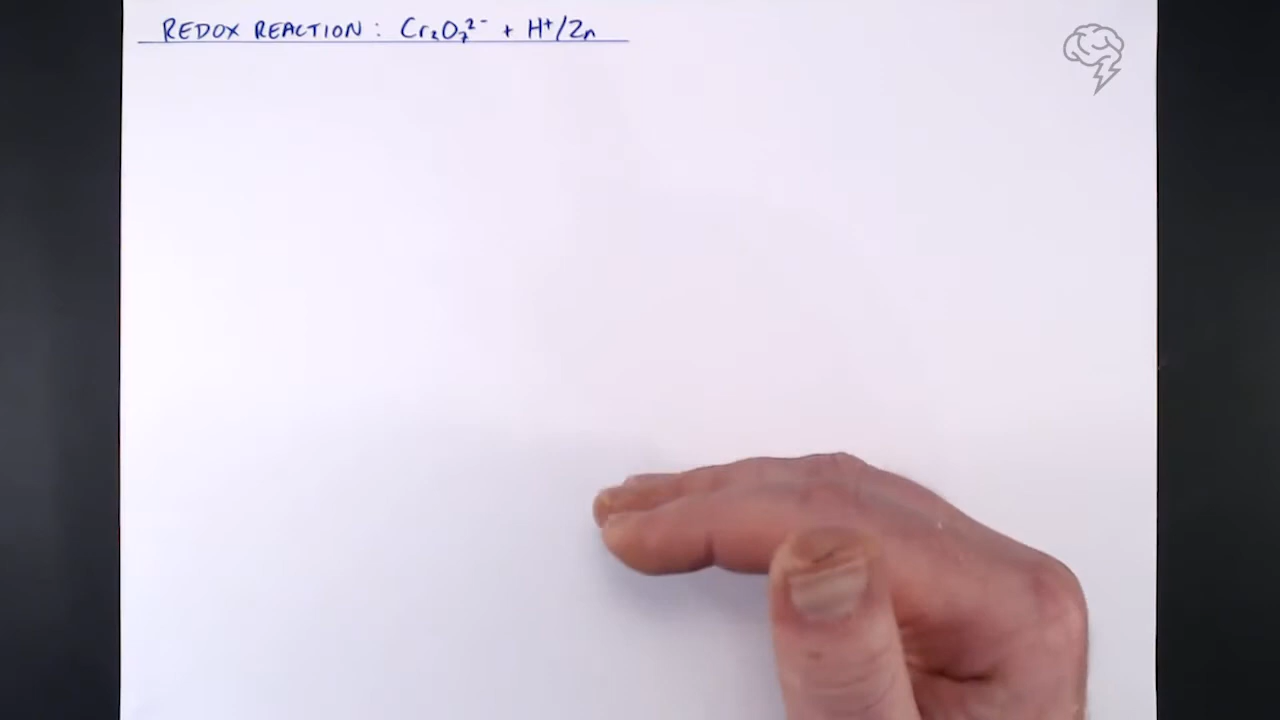 REDOX REACTION : Cr₂O₇²⁻ + H⁺/Zn